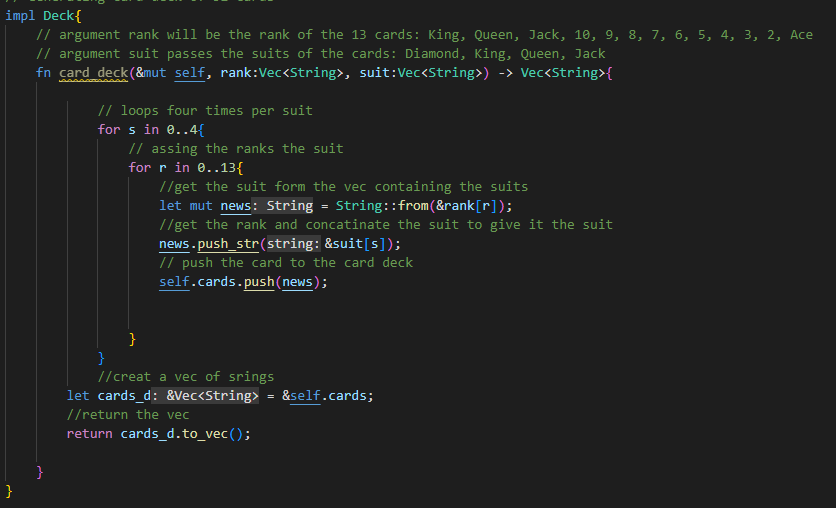 impl Deck{
// argument rank will be the rank of the 13 cards: King, Queen, Jack, 10, 9, 8, 7, 6, 5, 4, 3, 2, Ace
// argument suit passes the suits of the cards: Diamond, King, Queen, Jack
fn card_deck(&mut self, rank:Vec<String>, suit:Vec<String>) -> Vec<String>{
// loops four times per suit
for s in 0..4{
// assing the ranks the suit
for r in 0..13{
//get the suit form the vec containing the suits
let mut news: String = String::from(&rank[r]);
//get the rank and concatinate the suit to give it the suit
news.push_str(string: &suit[s]);
// push the card to the card deck
self.cards.push(news);
}
}
//creat a vec of srings
let cards_d: &Vec<String> = &self.cards;
//return the vec
return cards_d.to_vec();
}
}